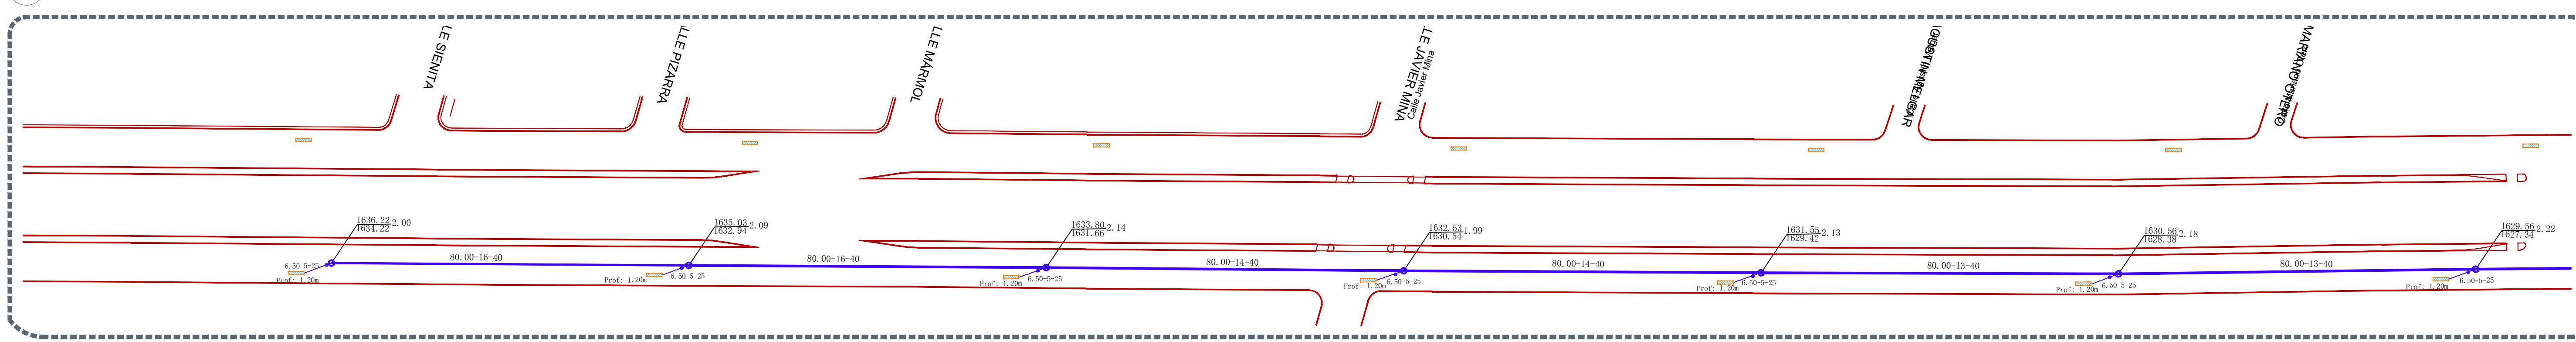 LE SIENITA
LLE PIZARRA
LLE MÁRMOL
LE JAVIER MINA
Calle Javier Mina
MARIANO OTERO
1636.22
2.00
1634.22
1635.03
2.09
1632.94
1633.80
2.14
1631.66
1632.53
1.99
1630.54
1631.55
2.13
1629.42
1630.56
2.18
1628.38
1629.56
2.22
1627.34
80.00-16-40
80.00-16-40
80.00-14-40
80.00-14-40
80.00-13-40
80.00-13-40
6.50-5-25
Prof: 1.20m
6.50-5-25
Prof: 1.20m
6.50-5-25
Prof: 1.20m
6.50-5-25
Prof: 1.20m
6.50-5-25
Prof: 1.20m
6.50-5-25
Prof: 1.20m
6.50-5-25
Prof: 1.20m